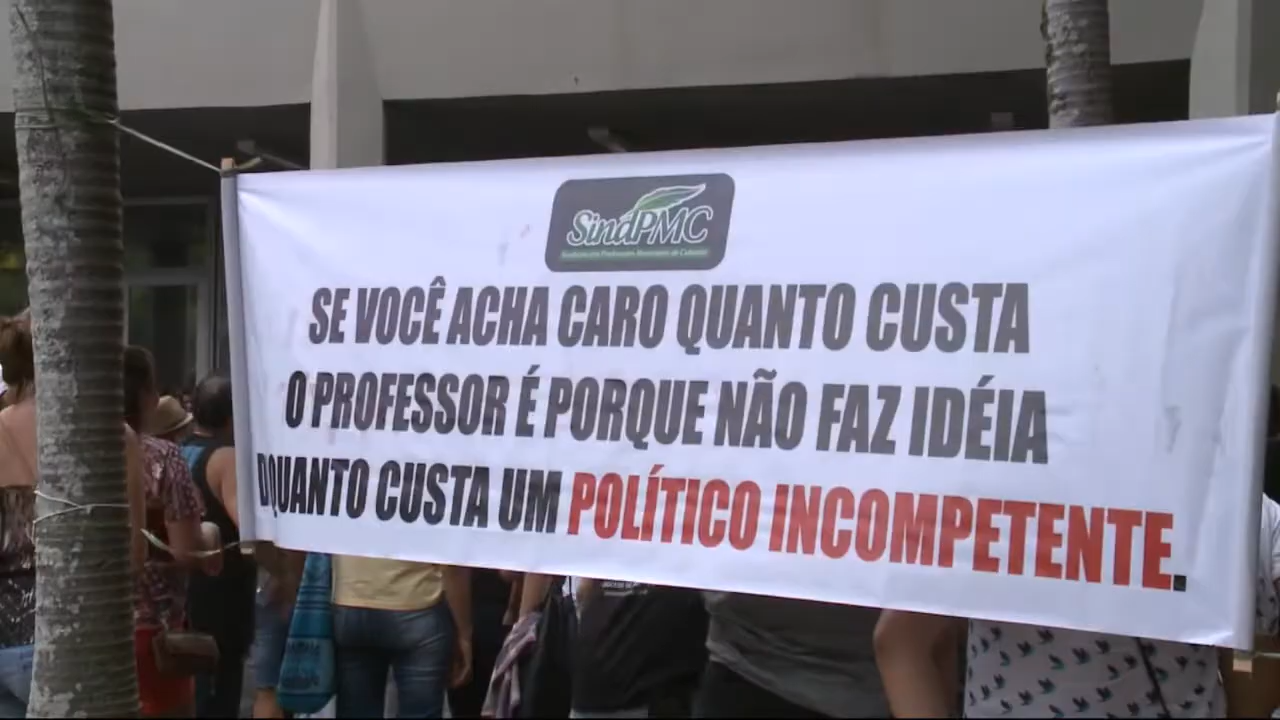 SindPMC
SE VOCÊ ACHA CARO QUANTO CUSTA
O PROFESSOR É PORQUE NÃO FAZ IDÉIA
DQUANTO CUSTA UM POLÍTICO INCOMPETENTE.